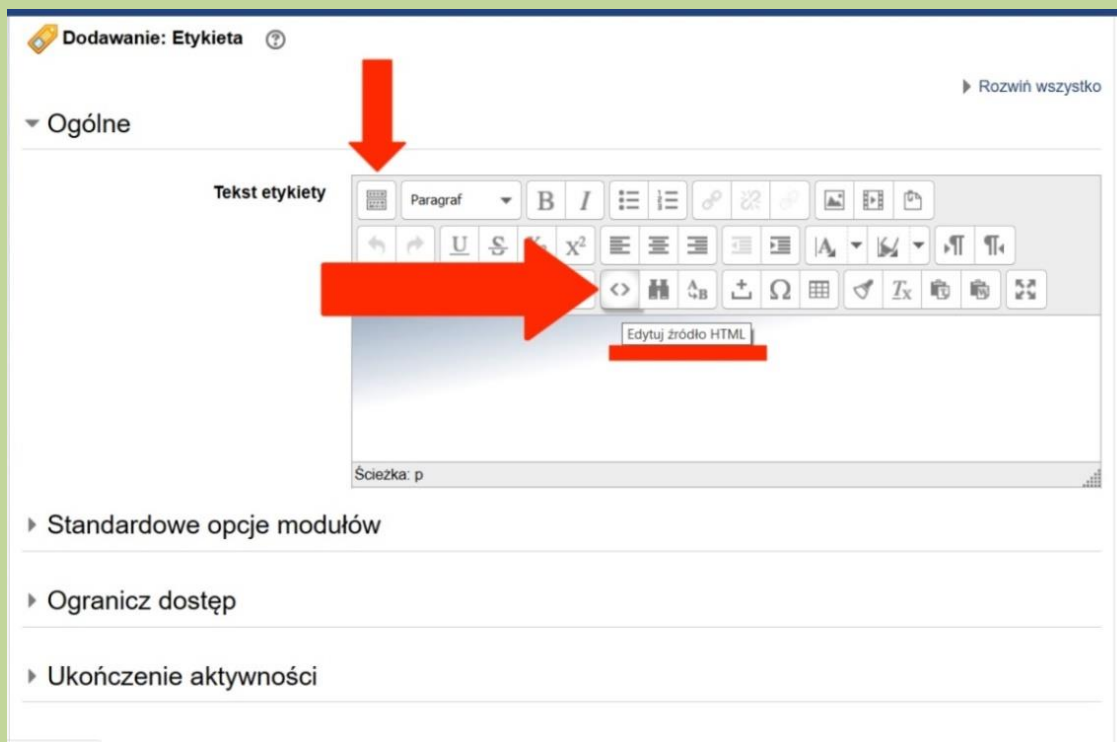 Dodawanie: Etykieta
Rozwiń wszystko
Ogólne
Tekst etykiety
Paragraf
Edytuj źródło HTML
Ścieżka: p
Standardowe opcje modułów
Ogranicz dostęp
Ukończenie aktywności